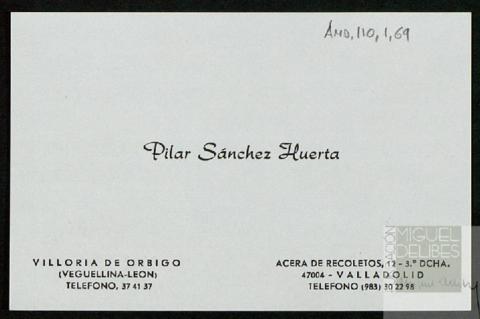 AMD, 110, 1, 69
Pilar Sánchez Huerta
VILLORIA DE ORBIGO
(VEGUELLINA-LEON)
TELEFONO, 37 41 37
ACERA DE RECOLETOS, 12 - 3.º DCHA.
47004 - VALLADOLID
TELEFONO (983) 30 22 98
MIGUEL
DELIBES